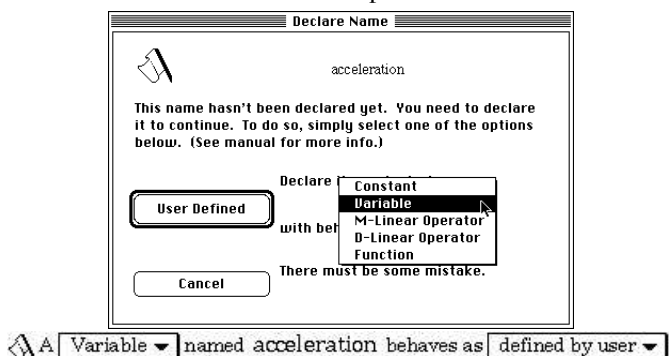 Declare Name
acceleration
This name hasn't been declared yet. You need to declare
it to continue. To do so, simply select one of the options
below. (See manual for more info.)
Declare
Constant
Variable
User Defined
M-Linear Operator
with
D-Linear Operator
Function
There must be some mistake.
Cancel
A Variable named acceleration behaves as defined by user